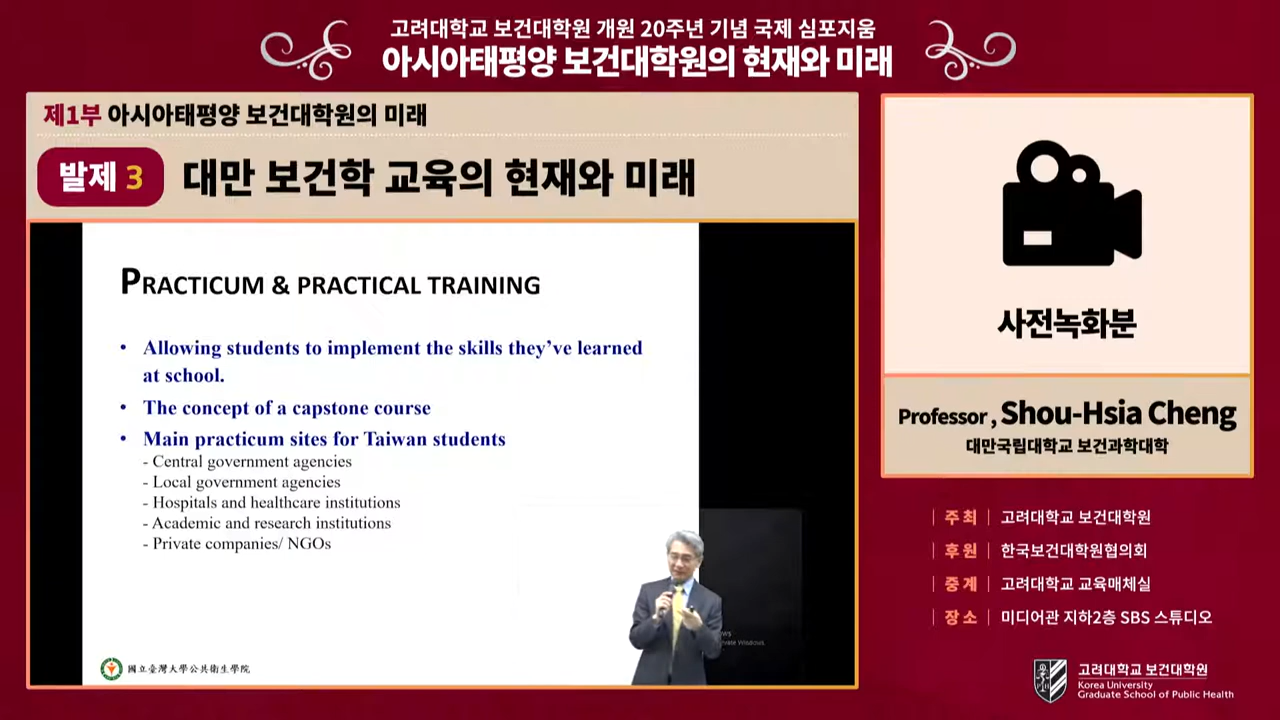 고려대학교 보건대학원 개원 20주년 기념 국제 심포지움
아시아태평양 보건대학원의 현재와 미래
제1부 아시아태평양 보건대학원의 미래
발제 3 대만 보건학 교육의 현재와 미래
PRACTICUM & PRACTICAL TRAINING
• Allowing students to implement the skills they’ve learned
at school.
• The concept of a capstone course
• Main practicum sites for Taiwan students
- Central government agencies
- Local government agencies
- Hospitals and healthcare institutions
- Academic and research institutions
- Private companies/ NGOs
國立臺灣大學公共衛生學院
사전녹화분
Professor , Shou-Hsia Cheng
대만국립대학교 보건과학대학
| 주 최 | 고려대학교 보건대학원
| 후 원 | 한국보건대학원협의회
| 중 계 | 고려대학교 교육매체실
| 장 소 | 미디어관 지하2층 SBS 스튜디오
고려대학교 보건대학원
Korea University
Graduate School of Public Health